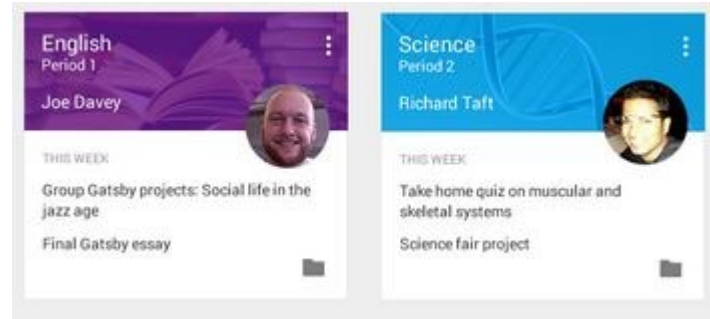 English
Period 1
Joe Davey
THIS WEEK
Group Gatsby projects: Social life in the
jazz age
Final Gatsby essay
Science
Period 2
Richard Taft
THIS WEEK
Take home quiz on muscular and
skeletal systems
Science fair project